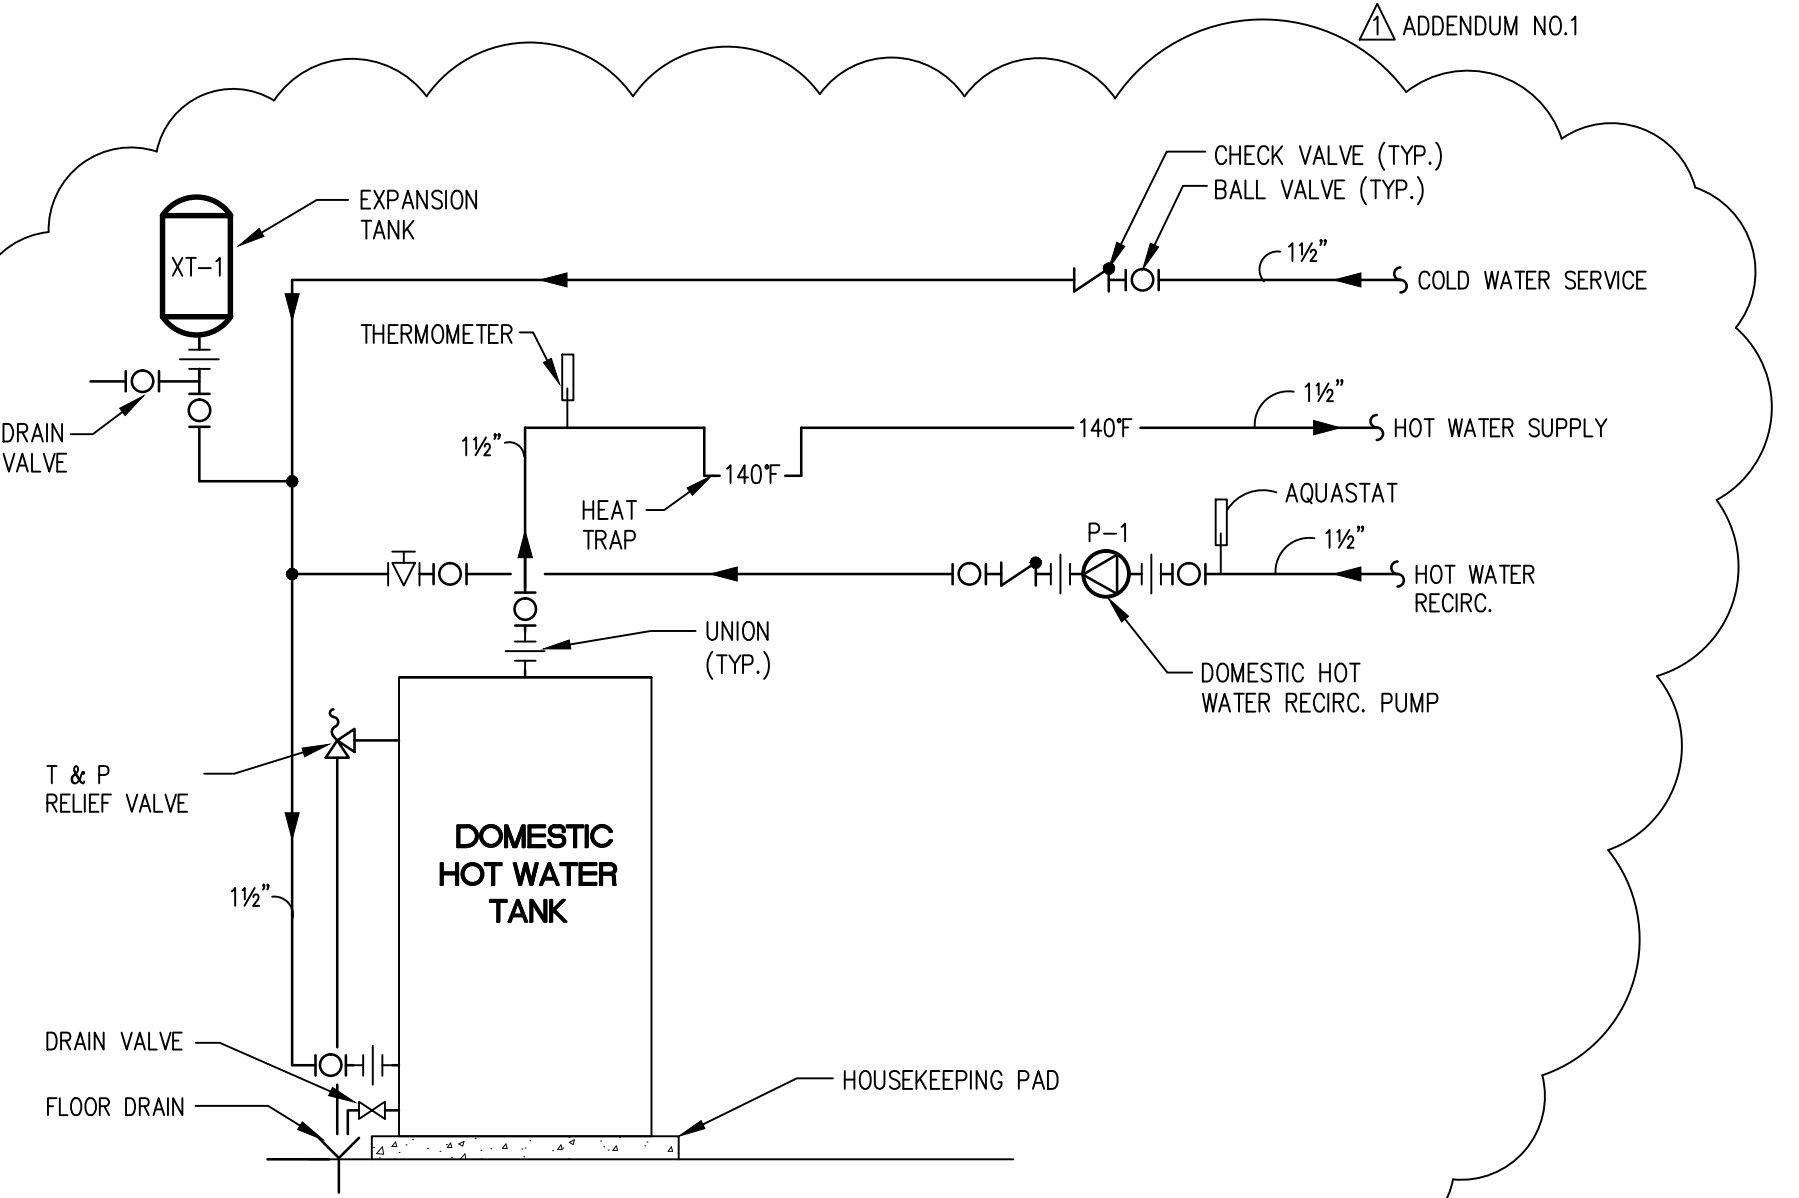 1 ADDENDUM NO.1
CHECK VALVE (TYP.)
BALL VALVE (TYP.)
EXPANSION
TANK
XT-1
1½"
COLD WATER SERVICE
THERMOMETER
1½"
140°F
HOT WATER SUPPLY
DRAIN
VALVE
1½"
140°F
HEAT
TRAP
AQUASTAT
P-1
1½"
HOT WATER
RECIRC.
UNION
(TYP.)
DOMESTIC HOT
WATER RECIRC. PUMP
T & P
RELIEF VALVE
DOMESTIC
HOT WATER
TANK
1½"
DRAIN VALVE
HOUSEKEEPING PAD
FLOOR DRAIN